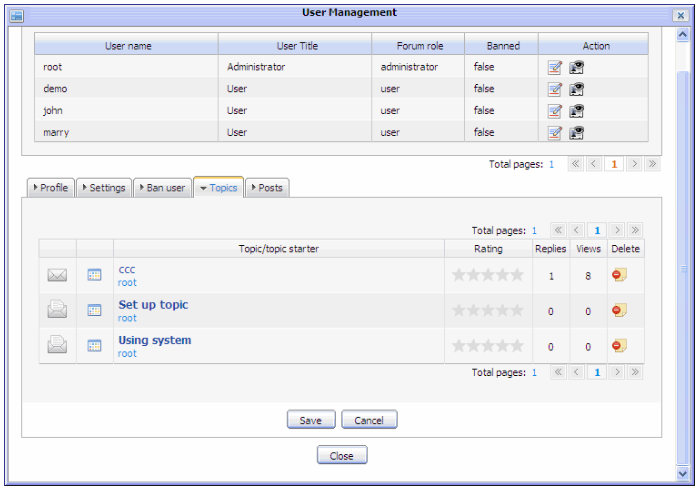 User Management
User name User Title Forum role Banned Action
root Administrator administrator false
demo User user false
john User user false
marry User user false
Total pages: 1 « < 1 > »
Profile Settings Ban user Topics Posts
Total pages: 1 « < 1 > »
Topic/topic starter Rating Replies Views Delete
ccc
root
1 8
Set up topic
root
0 0
Using system
root
0 0
Total pages: 1 « < 1 > »
Save Cancel
Close